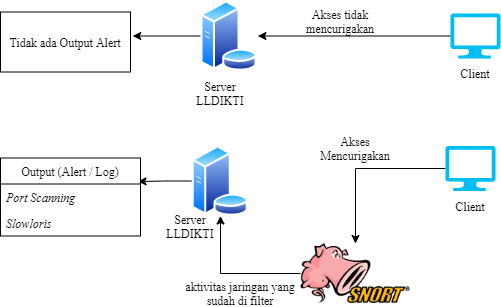 Akses tidak
mencurigakan
Tidak ada Output Alert
Client
Server
LLDIKTI
Akses
Mencurigakan
Output (Alert / Log)
Port Scanning
Slowloris
Client
Server
LLDIKTI
aktivitas jaringan yang
sudah di filter
SNORT®